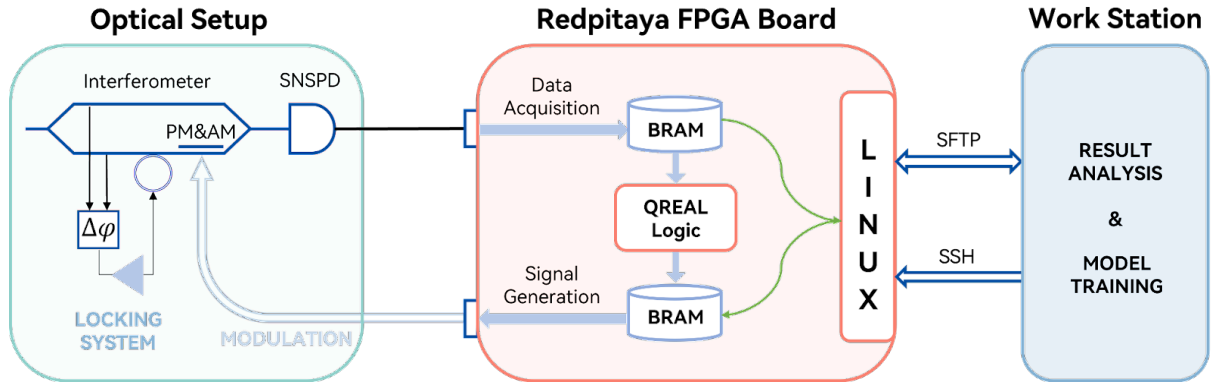 Optical Setup
Redpitaya FPGA Board
Work Station
Interferometer
SNSPD
PM&AM
Δφ
LOCKING
SYSTEM
MODULATION
Data
Acquisition
BRAM
QREAL
Logic
Signal
Generation
BRAM
L
I
N
U
X
SFTP
SSH
RESULT
ANALYSIS
&
MODEL
TRAINING